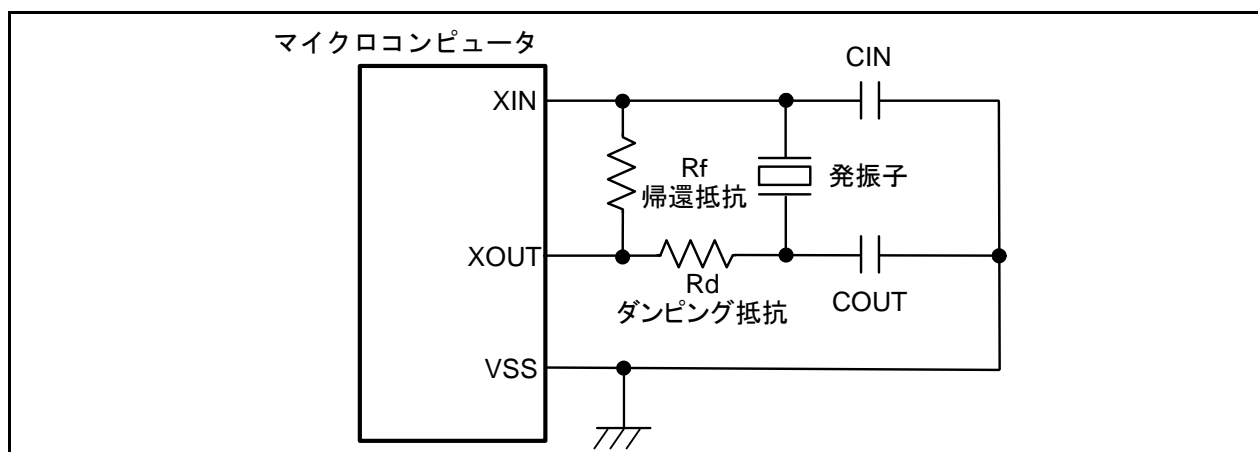 マイクロコンピュータ
CIN
XIN
Rf
帰還抵抗
発振子
XOUT
Rd
ダンピング抵抗
COUT
VSS